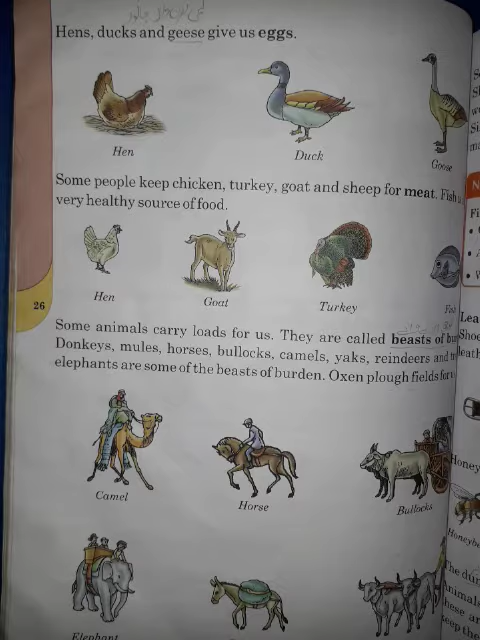 Hens, ducks and geese give us eggs.
Hen
Duck
Goose
Some people keep chicken, turkey, goat and sheep for meat. Fish
very healthy source of food.
Hen
Goat
Turkey
26
Some animals carry loads for us. They are called beasts of
Donkeys, mules, horses, bullocks, camels, yaks, reindeers and
elephants are some of the beasts of burden. Oxen plough fields for
Camel
Horse
Bullocks
Elephant
Honey
Honeyb